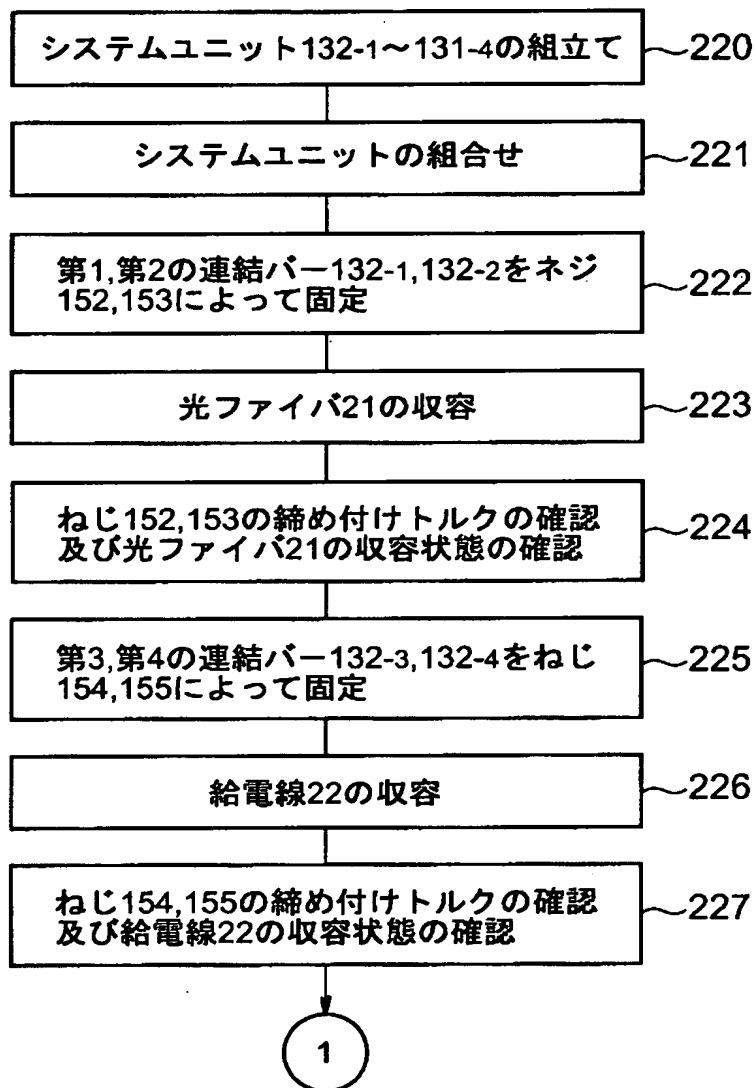 システムユニット132-1～131-4の組立て 220
システムユニットの組合せ 221
第1,第2の連結バー132-1,132-2をネジ
152,153によって固定 222
光ファイバ21の収容 223
ねじ152,153の締め付けトルクの確認
及び光ファイバ21の収容状態の確認 224
第3,第4の連結バー132-3,132-4をねじ
154,155によって固定 225
給電線22の収容 226
ねじ154,155の締め付けトルクの確認
及び給電線22の収容状態の確認 227
1